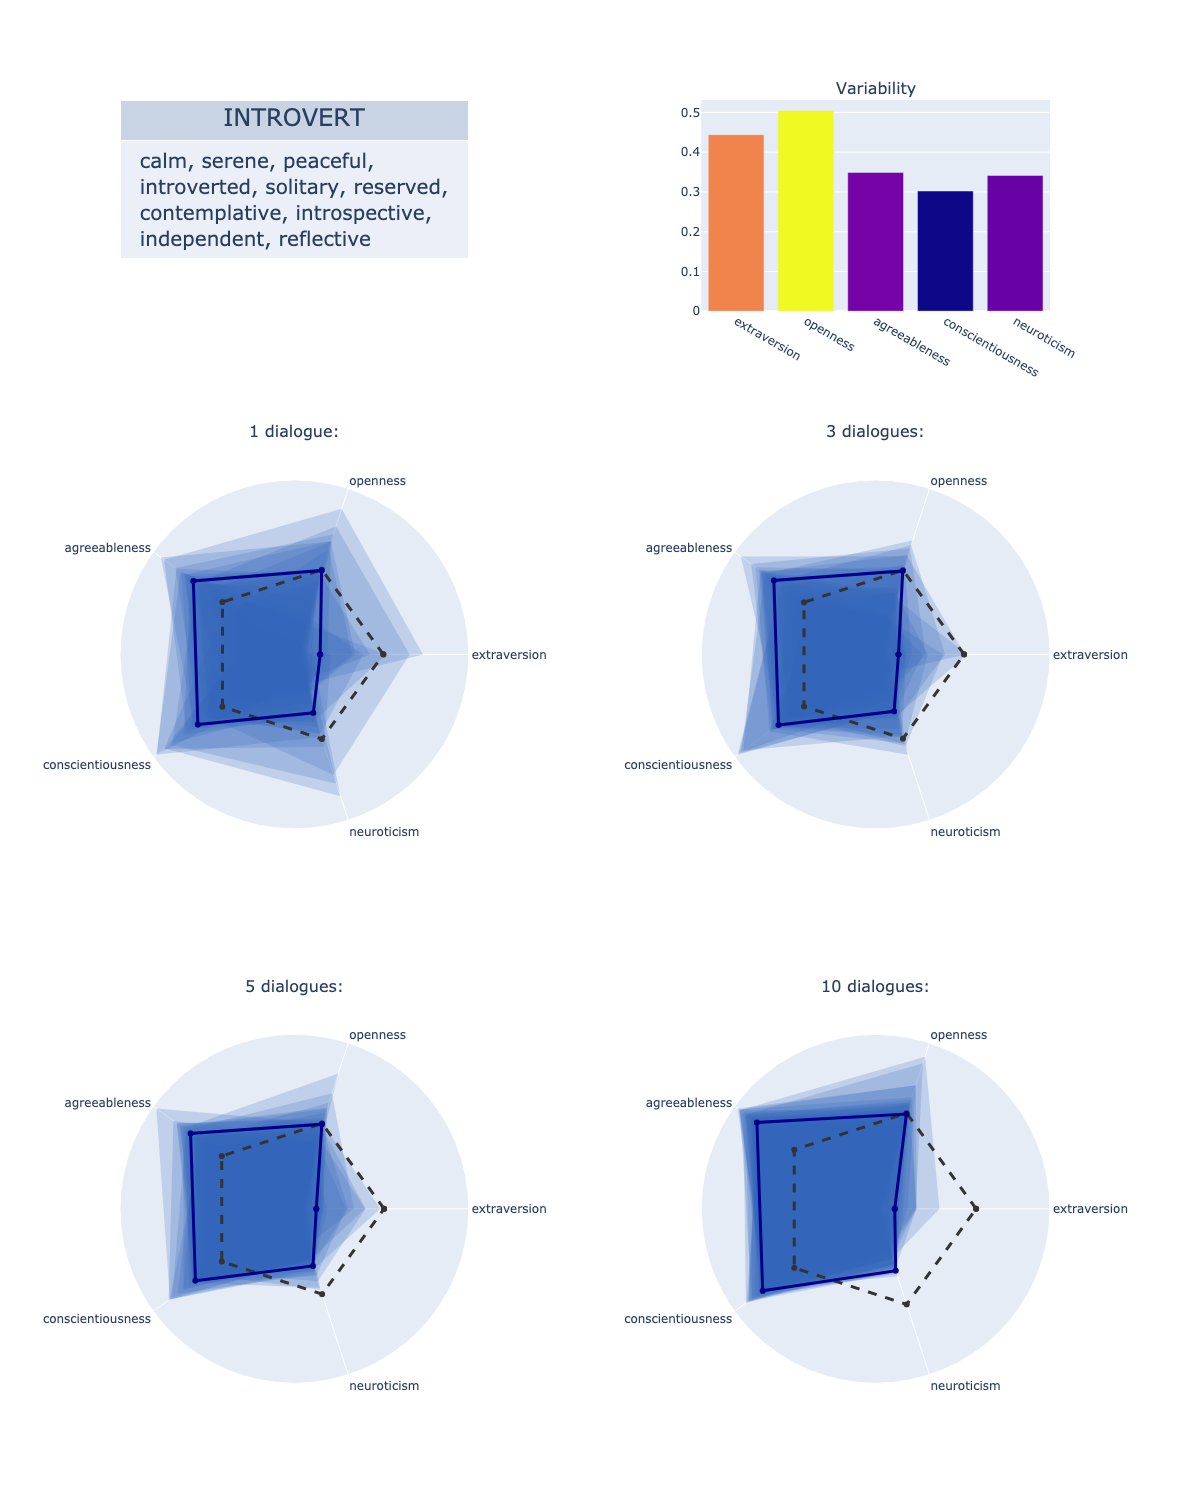 INTROVERT
calm, serene, peaceful,
introverted, solitary, reserved,
contemplative, introspective,
independent, reflective
Variability
0.5
0.4
0.3
0.2
0.1
0
extraversion
openness
agreeableness
conscientiousness
neuroticism
1 dialogue:
openness
agreeableness
extraversion
conscientiousness
neuroticism
3 dialogues:
openness
agreeableness
extraversion
conscientiousness
neuroticism
5 dialogues:
openness
agreeableness
extraversion
conscientiousness
neuroticism
10 dialogues:
openness
agreeableness
extraversion
conscientiousness
neuroticism